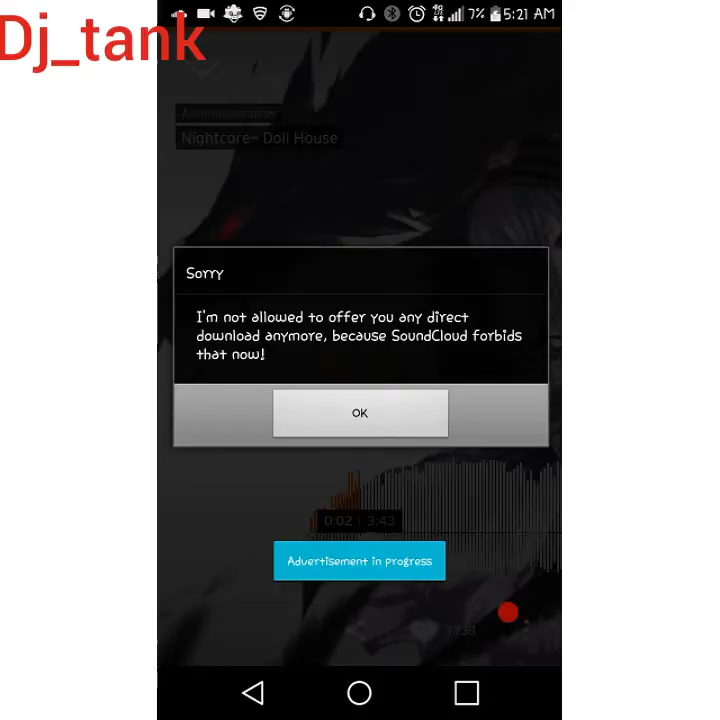 Dj_tank
7% 5:21 AM
Nightcore- Doll House
Sorry
I'm not allowed to offer you any direct
download anymore, because SoundCloud forbids
that now!
OK
0:02 | 3:43
Advertisement in progress